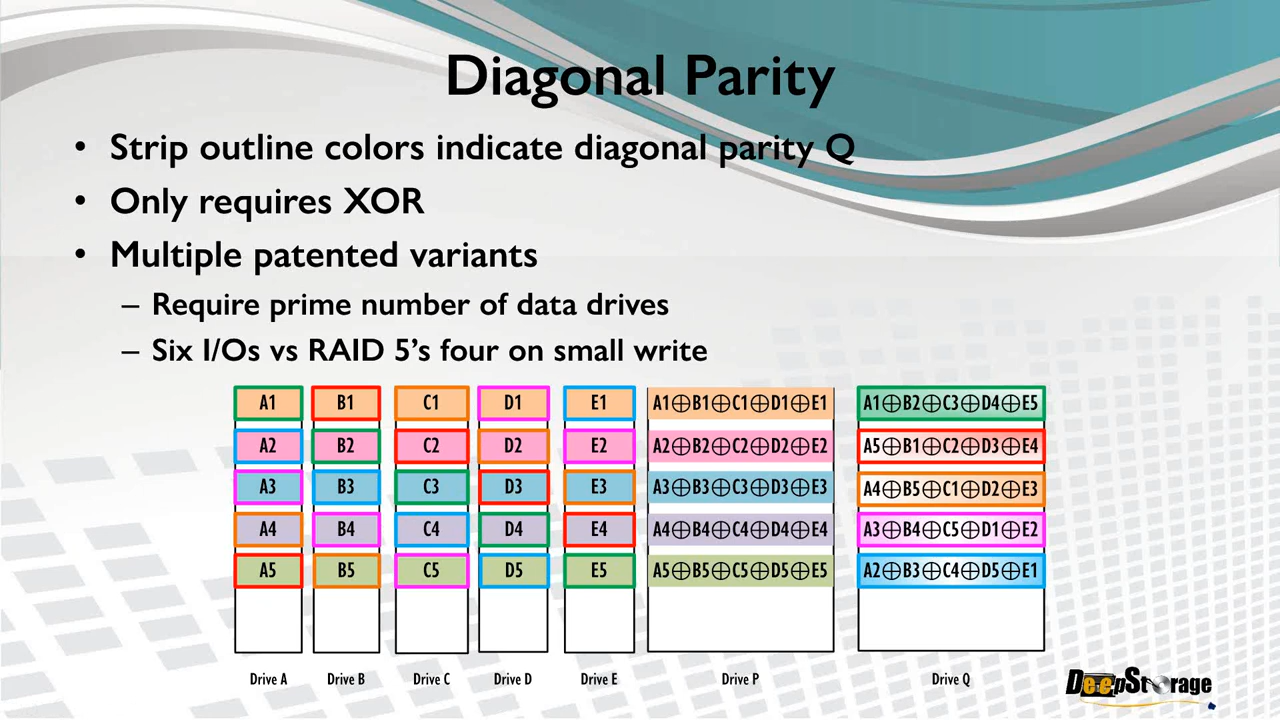 Diagonal Parity
• Strip outline colors indicate diagonal parity Q
• Only requires XOR
• Multiple patented variants
– Require prime number of data drives
– Six I/Os vs RAID 5's four on small write
A1 B1 C1 D1 E1 A1⊕B1⊕C1⊕D1⊕E1 A1⊕B2⊕C3⊕D4⊕E5
A2 B2 C2 D2 E2 A2⊕B2⊕C2⊕D2⊕E2 A5⊕B1⊕C2⊕D3⊕E4
A3 B3 C3 D3 E3 A3⊕B3⊕C3⊕D3⊕E3 A4⊕B5⊕C1⊕D2⊕E3
A4 B4 C4 D4 E4 A4⊕B4⊕C4⊕D4⊕E4 A3⊕B4⊕C5⊕D1⊕E2
A5 B5 C5 D5 E5 A5⊕B5⊕C5⊕D5⊕E5 A2⊕B3⊕C4⊕D5⊕E1
Drive A Drive B Drive C Drive D Drive E Drive P Drive Q
DeepStorage